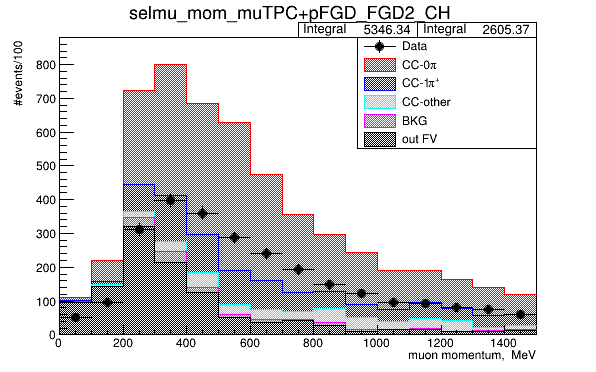 selmu_mom_muTPC+pFGD_FGD2_CH
Integral 5346.34 Integral 2605.37
#events/100
Data
CC-0π
CC-1π⁺
CC-other
BKG
out FV
800
700
600
500
400
300
200
100
0
0 200 400 600 800 1000 1200 1400
muon momentum, MeV